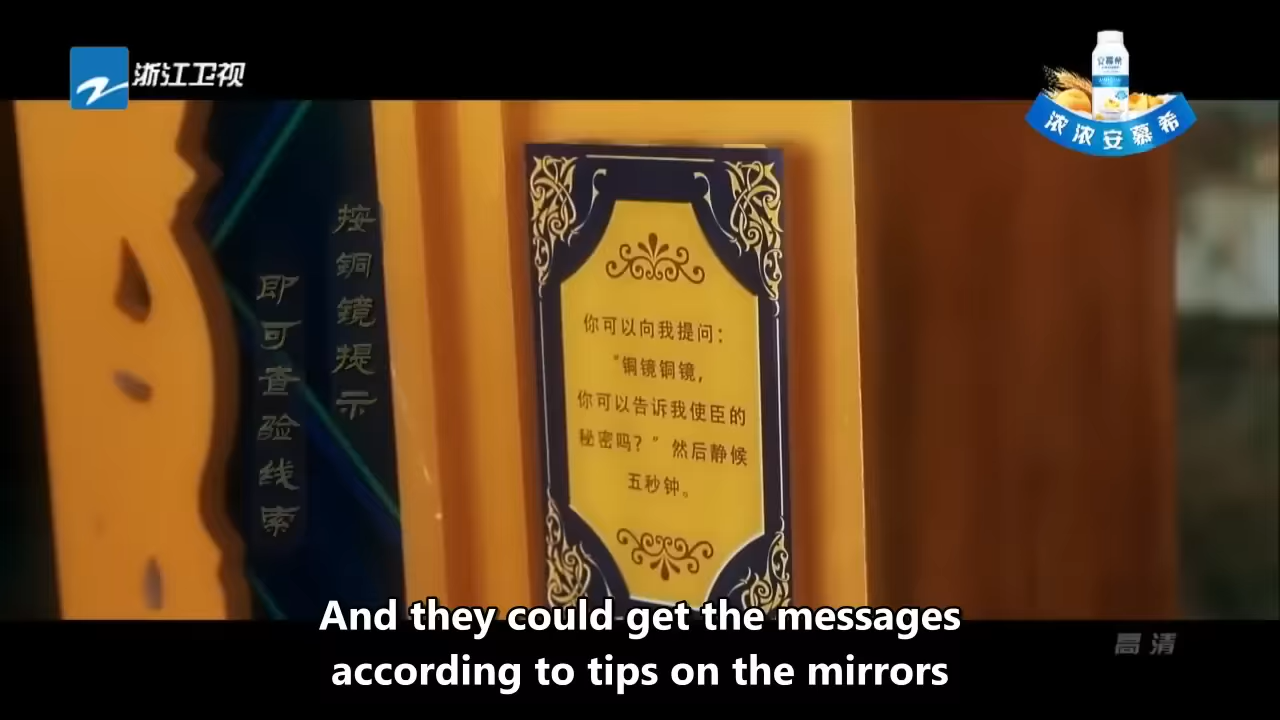 浙江卫视
安慕希
浓浓安慕希
按铜镜提示
即可查验线索
你可以向我提问：
“铜镜铜镜，
你可以告诉我使臣的
秘密吗？”然后静候
五秒钟。
And they could get the messages
according to tips on the mirrors
高清